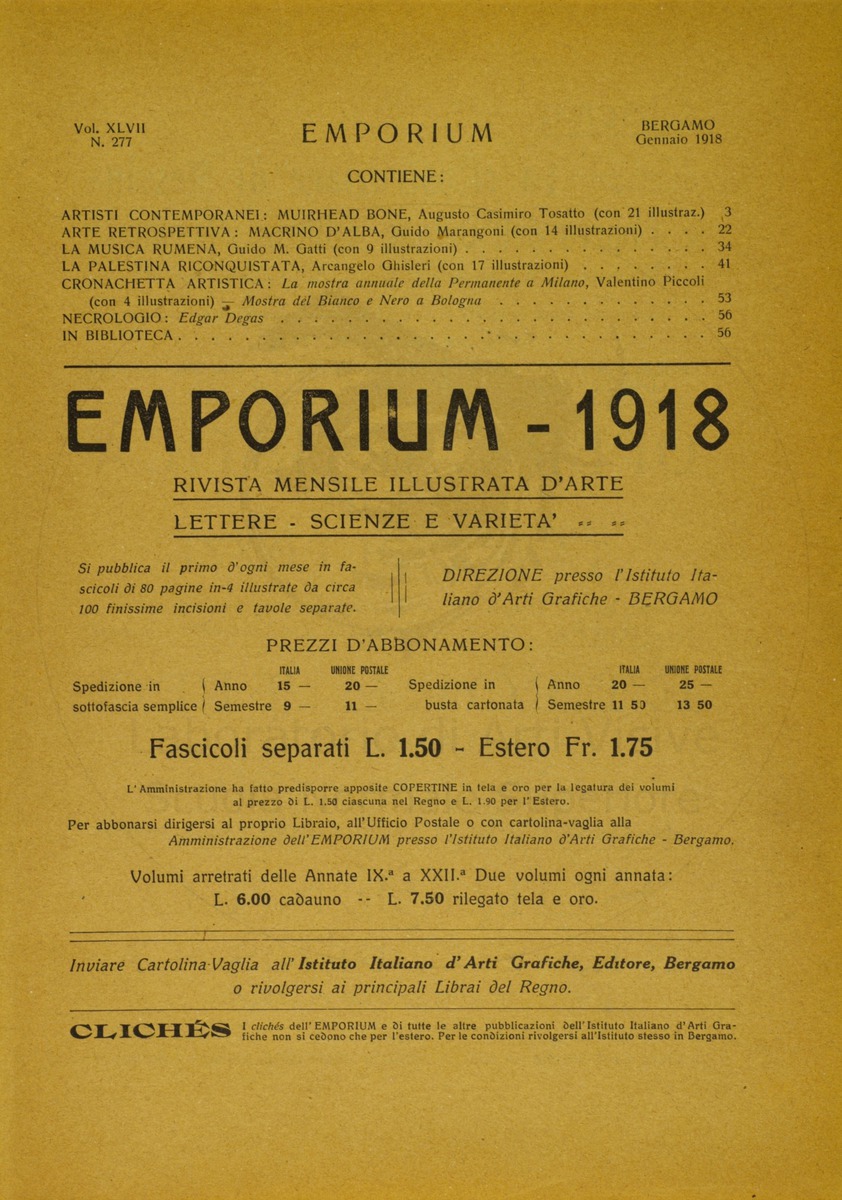 Vol. XLVII
N. 277
EMPORIUM
BERGAMO
Gennaio 1918
CONTIENE:
ARTISTI CONTEMPORANEI: MUIRHEAD BONE, Augusto Casimiro Tosatto (con 21 illustraz.) 3
ARTE RETROSPETTIVA: MACRINO D'ALBA, Guido Marangoni (con 14 illustrazioni) . . . . 22
LA MUSICA RUMENA, Guido M. Gatti (con 9 illustrazioni) . . . . . . . . . . . . . . . 34
LA PALESTINA RICONQUISTATA, Arcangelo Ghisleri (con 17 illustrazioni) . . . . . . . . 41
CRONACHETTA ARTISTICA: La mostra annuale della Permanente a Milano, Valentino Piccoli
(con 4 illustrazioni) — Mostra del Bianco e Nero a Bologna . . . . . . . . . . . . . 53
NECROLOGIO: Edgar Degas . . . . . . . . . . . . . . . . . . . . . . . . . . 56
IN BIBLIOTECA . . . . . . . . . . . . . . . . . . . . . . . . . . . . . . . . 56
EMPORIUM - 1918
RIVISTA MENSILE ILLUSTRATA D'ARTE
LETTERE - SCIENZE E VARIETA'
Si pubblica il primo d'ogni mese in fa-
scicoli di 80 pagine in-4 illustrate da circa
100 finissime incisioni e tavole separate.
DIREZIONE presso l'Istituto Ita-
liano d'Arti Grafiche - BERGAMO
PREZZI D'ABBONAMENTO:
ITALIA UNIONE POSTALE ITALIA UNIONE POSTALE
Spedizione in Anno 15 — 20 — Spedizione in Anno 20 — 25 —
sottofascia semplice Semestre 9 — 11 — busta cartonata Semestre 11 50 13 50
Fascicoli separati L. 1.50 - Estero Fr. 1.75
L'Amministrazione ha fatto predisporre apposite COPERTINE in tela e oro per la legatura dei volumi
al prezzo di L. 1.50 ciascuna nel Regno e L. 1.90 per l'Estero.
Per abbonarsi dirigersi al proprio Libraio, all'Ufficio Postale o con cartolina-vaglia alla
Amministrazione dell'EMPORIUM presso l'Istituto Italiano d'Arti Grafiche - Bergamo.
Volumi arretrati delle Annate IX.ª a XXII.ª Due volumi ogni annata:
L. 6.00 cadauno -- L. 7.50 rilegato tela e oro.
Inviare Cartolina-Vaglia all'Istituto Italiano d'Arti Grafiche, Editore, Bergamo
o rivolgersi ai principali Librai del Regno.
CLICHÉS I clichés dell'EMPORIUM e di tutte le altre pubblicazioni dell'Istituto Italiano d'Arti Gra-
fiche non si cedono che per l'estero. Per le condizioni rivolgersi all'Istituto stesso in Bergamo.